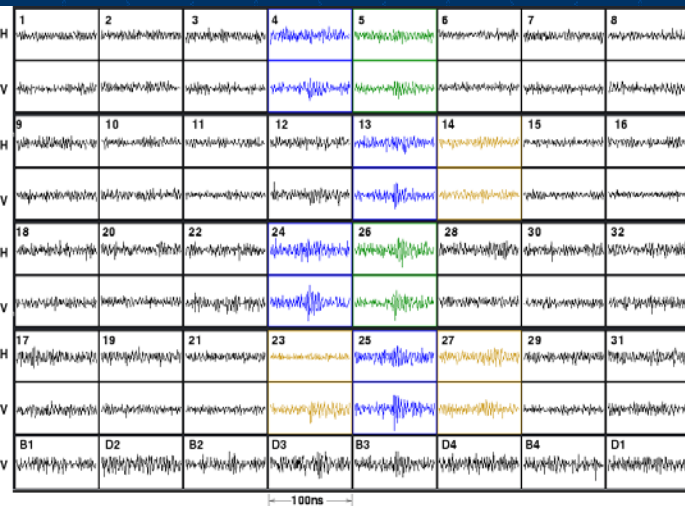 1 2 3 4 5 6 7 8
H
V
9 10 11 12 13 14 15 16
H
V
18 20 22 24 26 28 30 32
H
V
17 19 21 23 25 27 29 31
H
V
B1 D2 B2 D3 B3 D4 B4 D1
V
100ns